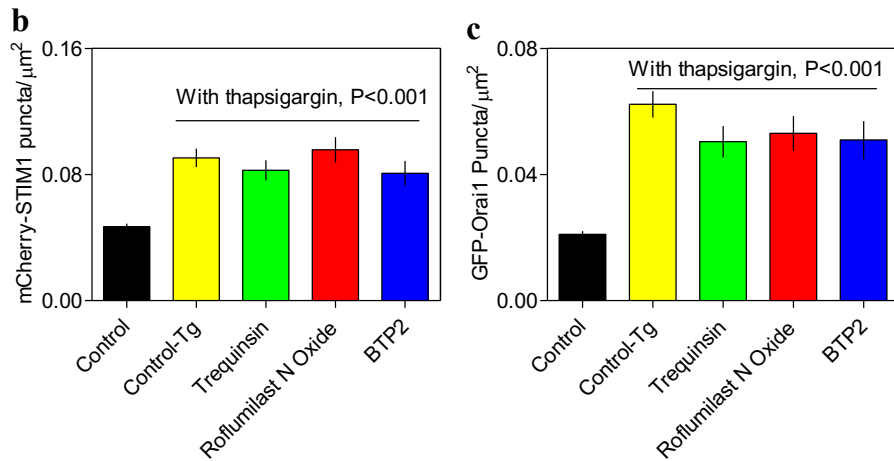 b
mCherry-STIM1 puncta/μm²
0.16
0.08
0.00
With thapsigargin, P<0.001
Control
Control-Tg
Trequinsin
Roflumilast N Oxide
BTP2
c
GFP-Orai1 Puncta/μm²
0.08
0.04
0.00
With thapsigargin, P<0.001
Control
Control-Tg
Trequinsin
Roflumilast N Oxide
BTP2